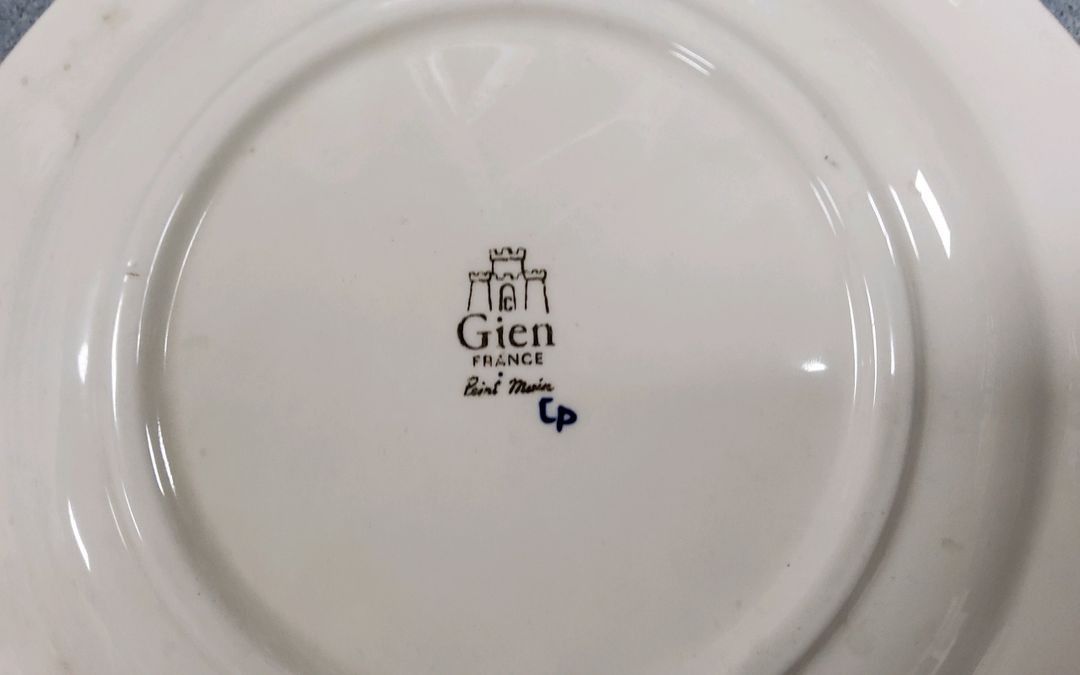 Gien
FRANCE
Peint Main
Cp